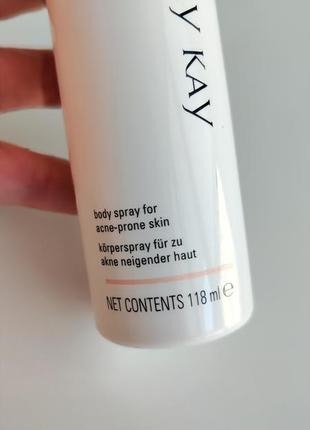 Y KAY
body spray for
acne-prone skin
körperspray für zu
akne neigender haut
NET CONTENTS 118 ml ℮